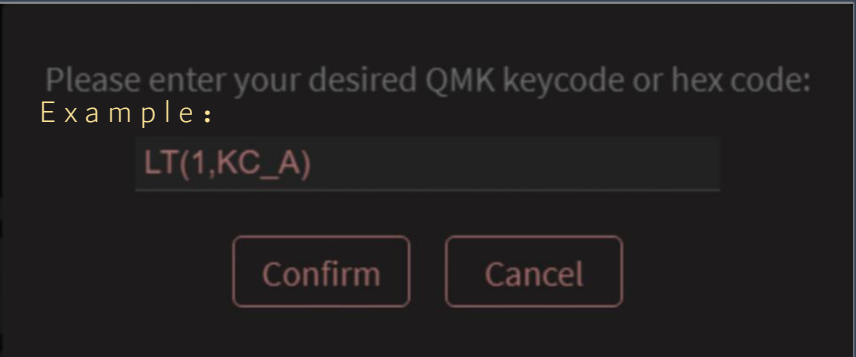 Please enter your desired QMK keycode or hex code:
Example：
LT(1,KC_A)
Confirm Cancel